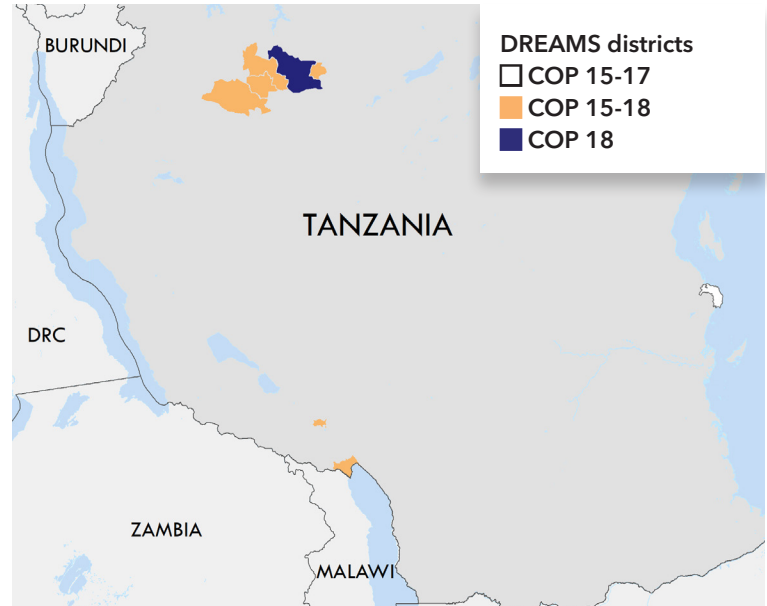 BURUNDI
DREAMS districts
COP 15-17
COP 15-18
COP 18
TANZANIA
DRC
ZAMBIA
MALAWI